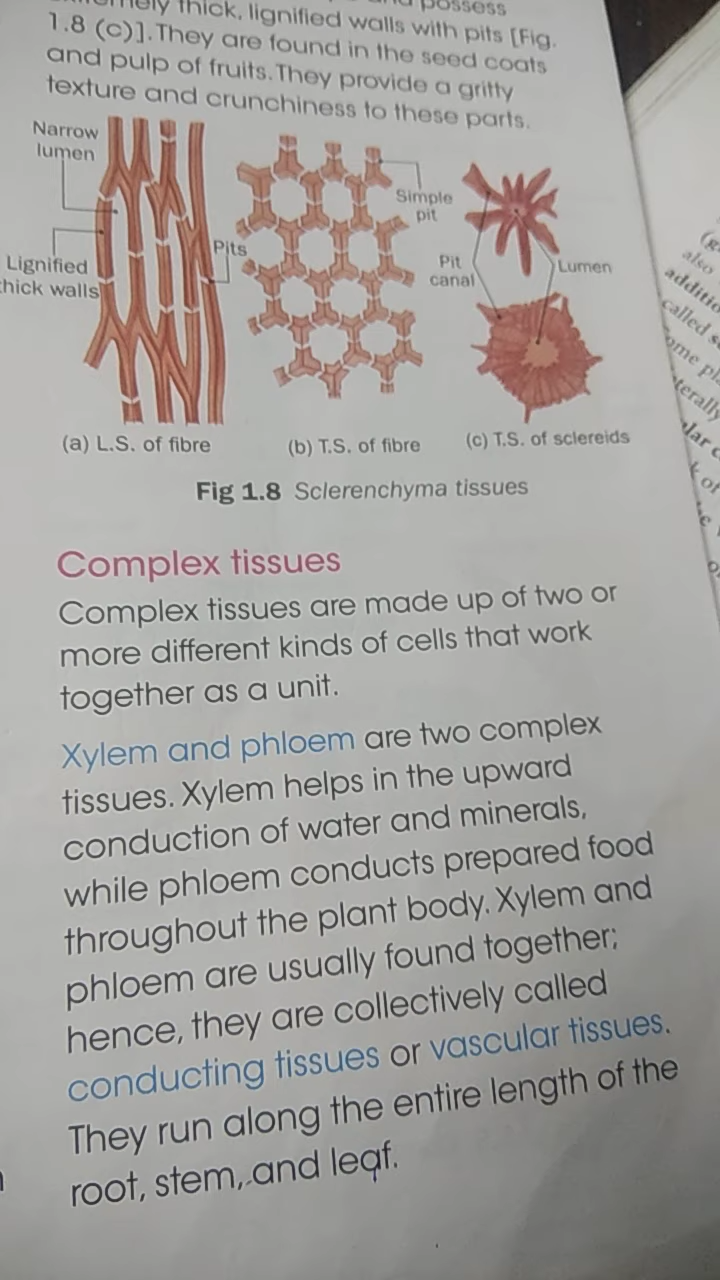 thick, lignified walls with pits [Fig.
1.8 (c)]. They are found in the seed coats
and pulp of fruits. They provide a gritty
texture and crunchiness to these parts.
Narrow
lumen
Lignified
thick walls
Pits
Simple
pit
Pit
canal
Lumen
(a) L.S. of fibre
(b) T.S. of fibre
(c) T.S. of sclereids
Fig 1.8 Sclerenchyma tissues
Complex tissues
Complex tissues are made up of two or
more different kinds of cells that work
together as a unit.
Xylem and phloem are two complex
tissues. Xylem helps in the upward
conduction of water and minerals,
while phloem conducts prepared food
throughout the plant body. Xylem and
phloem are usually found together;
hence, they are collectively called
conducting tissues or vascular tissues.
They run along the entire length of the
root, stem, and leaf.
also
called